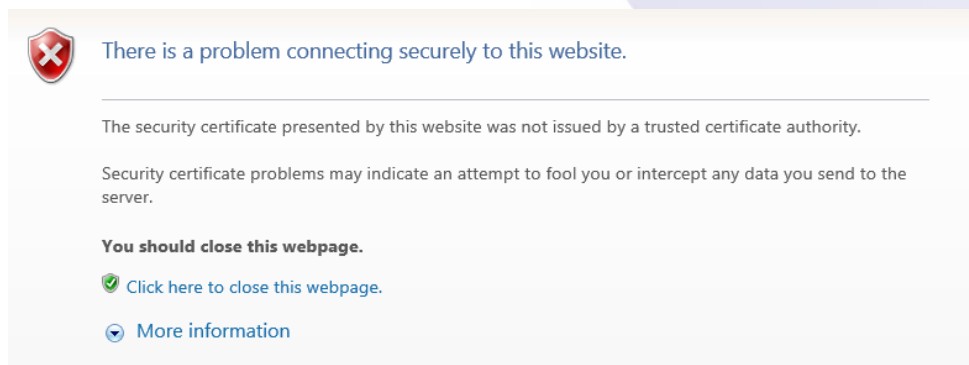 There is a problem connecting securely to this website.
The security certificate presented by this website was not issued by a trusted certificate authority.
Security certificate problems may indicate an attempt to fool you or intercept any data you send to the
server.
You should close this webpage.
Click here to close this webpage.
More information